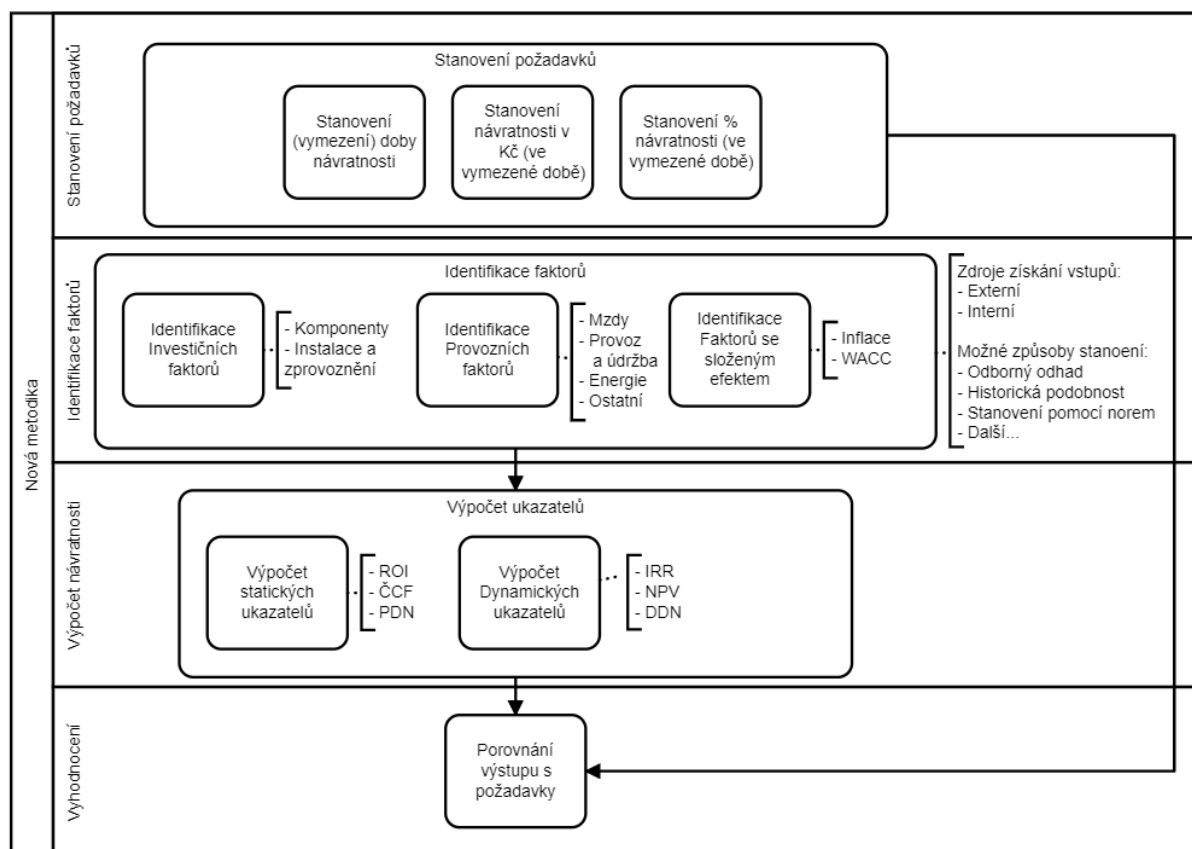 Nová metodika
Stanovení požadavků
Stanovení požadavků
Stanovení
(vymezení) doby
návratnosti
Stanovení
návratnosti v
Kč (ve
vymezené době)
Stanovení %
návratnosti (ve
vymezené době)
Identifikace faktorů
Identifikace faktorů
Identifikace
Investičních
faktorů
- Komponenty
- Instalace a
zprovoznění
Identifikace
Provozních
faktorů
- Mzdy
- Provoz
a údržba
- Energie
- Ostatní
Identifikace
Faktorů se
složeným
efektem
- Inflace
- WACC
Zdroje získání vstupů:
- Externí
- Interní
Možné způsoby stanoení:
- Odborný odhad
- Historická podobnost
- Stanovení pomocí norem
- Další...
Výpočet návratnosti
Výpočet ukazatelů
Výpočet
statických
ukazatelů
- ROI
- ČCF
- PDN
Výpočet
Dynamických
ukazatelů
- IRR
- NPV
- DDN
Vyhodnocení
Porovnání
výstupu s
požadavky